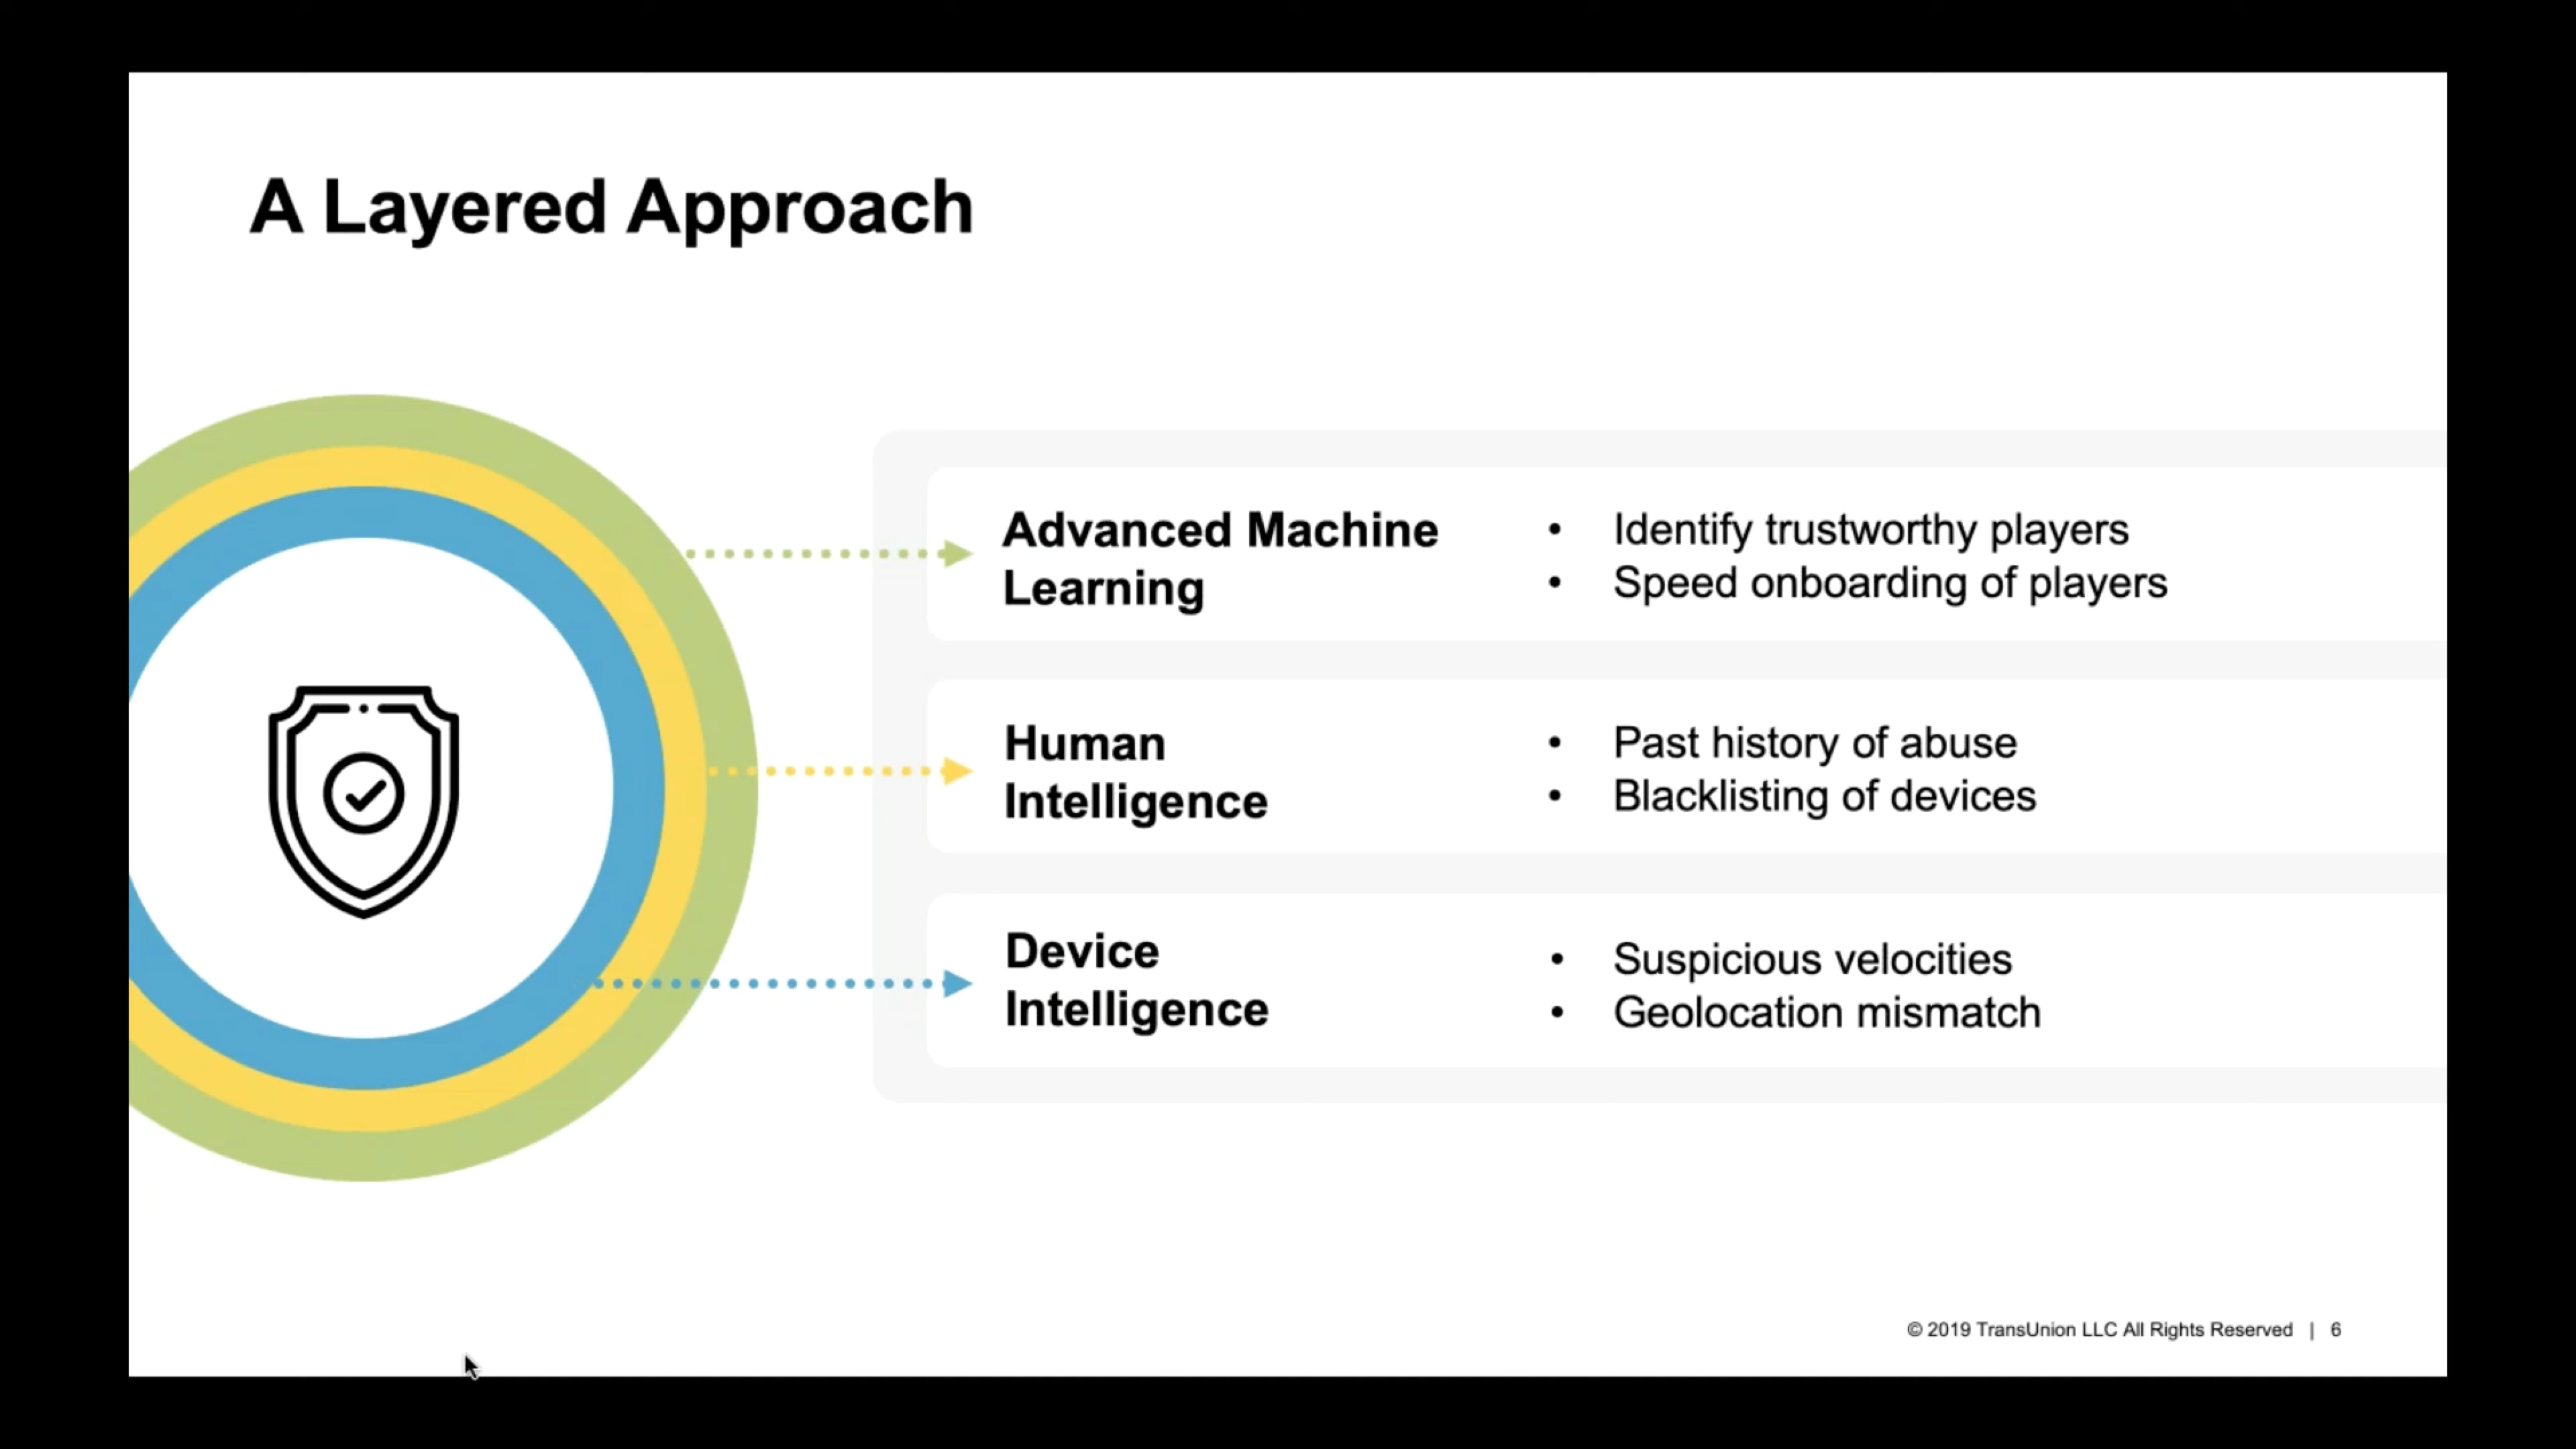 A Layered Approach
Advanced Machine
Learning
• Identify trustworthy players
• Speed onboarding of players
Human
Intelligence
• Past history of abuse
• Blacklisting of devices
Device
Intelligence
• Suspicious velocities
• Geolocation mismatch
© 2019 TransUnion LLC All Rights Reserved | 6